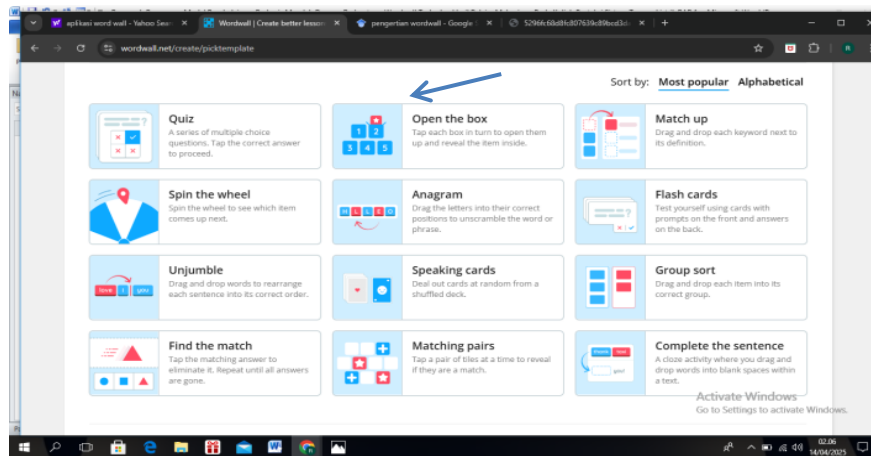 aplikasi word wall - Yahoo Sear
Wordwall | Create better lesson
pengertian wordwall - Google
wordwall.net/create/picktemplate
Sort by: Most popular Alphabetical
Quiz
A series of multiple choice
questions. Tap the correct answer
to proceed.
Open the box
Tap each box in turn to open them
up and reveal the item inside.
1 2
3 4 5
Match up
Drag and drop each keyword next to
its definition.
Spin the wheel
Spin the wheel to see which item
comes up next.
Anagram
Drag the letters into their correct
positions to unscramble the word or
phrase.
Flash cards
Test yourself using cards with
prompts on the front and answers
on the back.
Unjumble
Drag and drop words to rearrange
each sentence into its correct order.
love I you
Speaking cards
Deal out cards at random from a
shuffled deck.
Group sort
Drag and drop each item into its
correct group.
Find the match
Tap the matching answer to
eliminate it. Repeat until all answers
are gone.
Matching pairs
Tap a pair of tiles at a time to reveal
if they are a match.
Complete the sentence
A cloze activity where you drag and
drop words into blank spaces within
a text.
you!
Activate Windows
Go to Settings to activate Windows.
02.06
14/04/2025